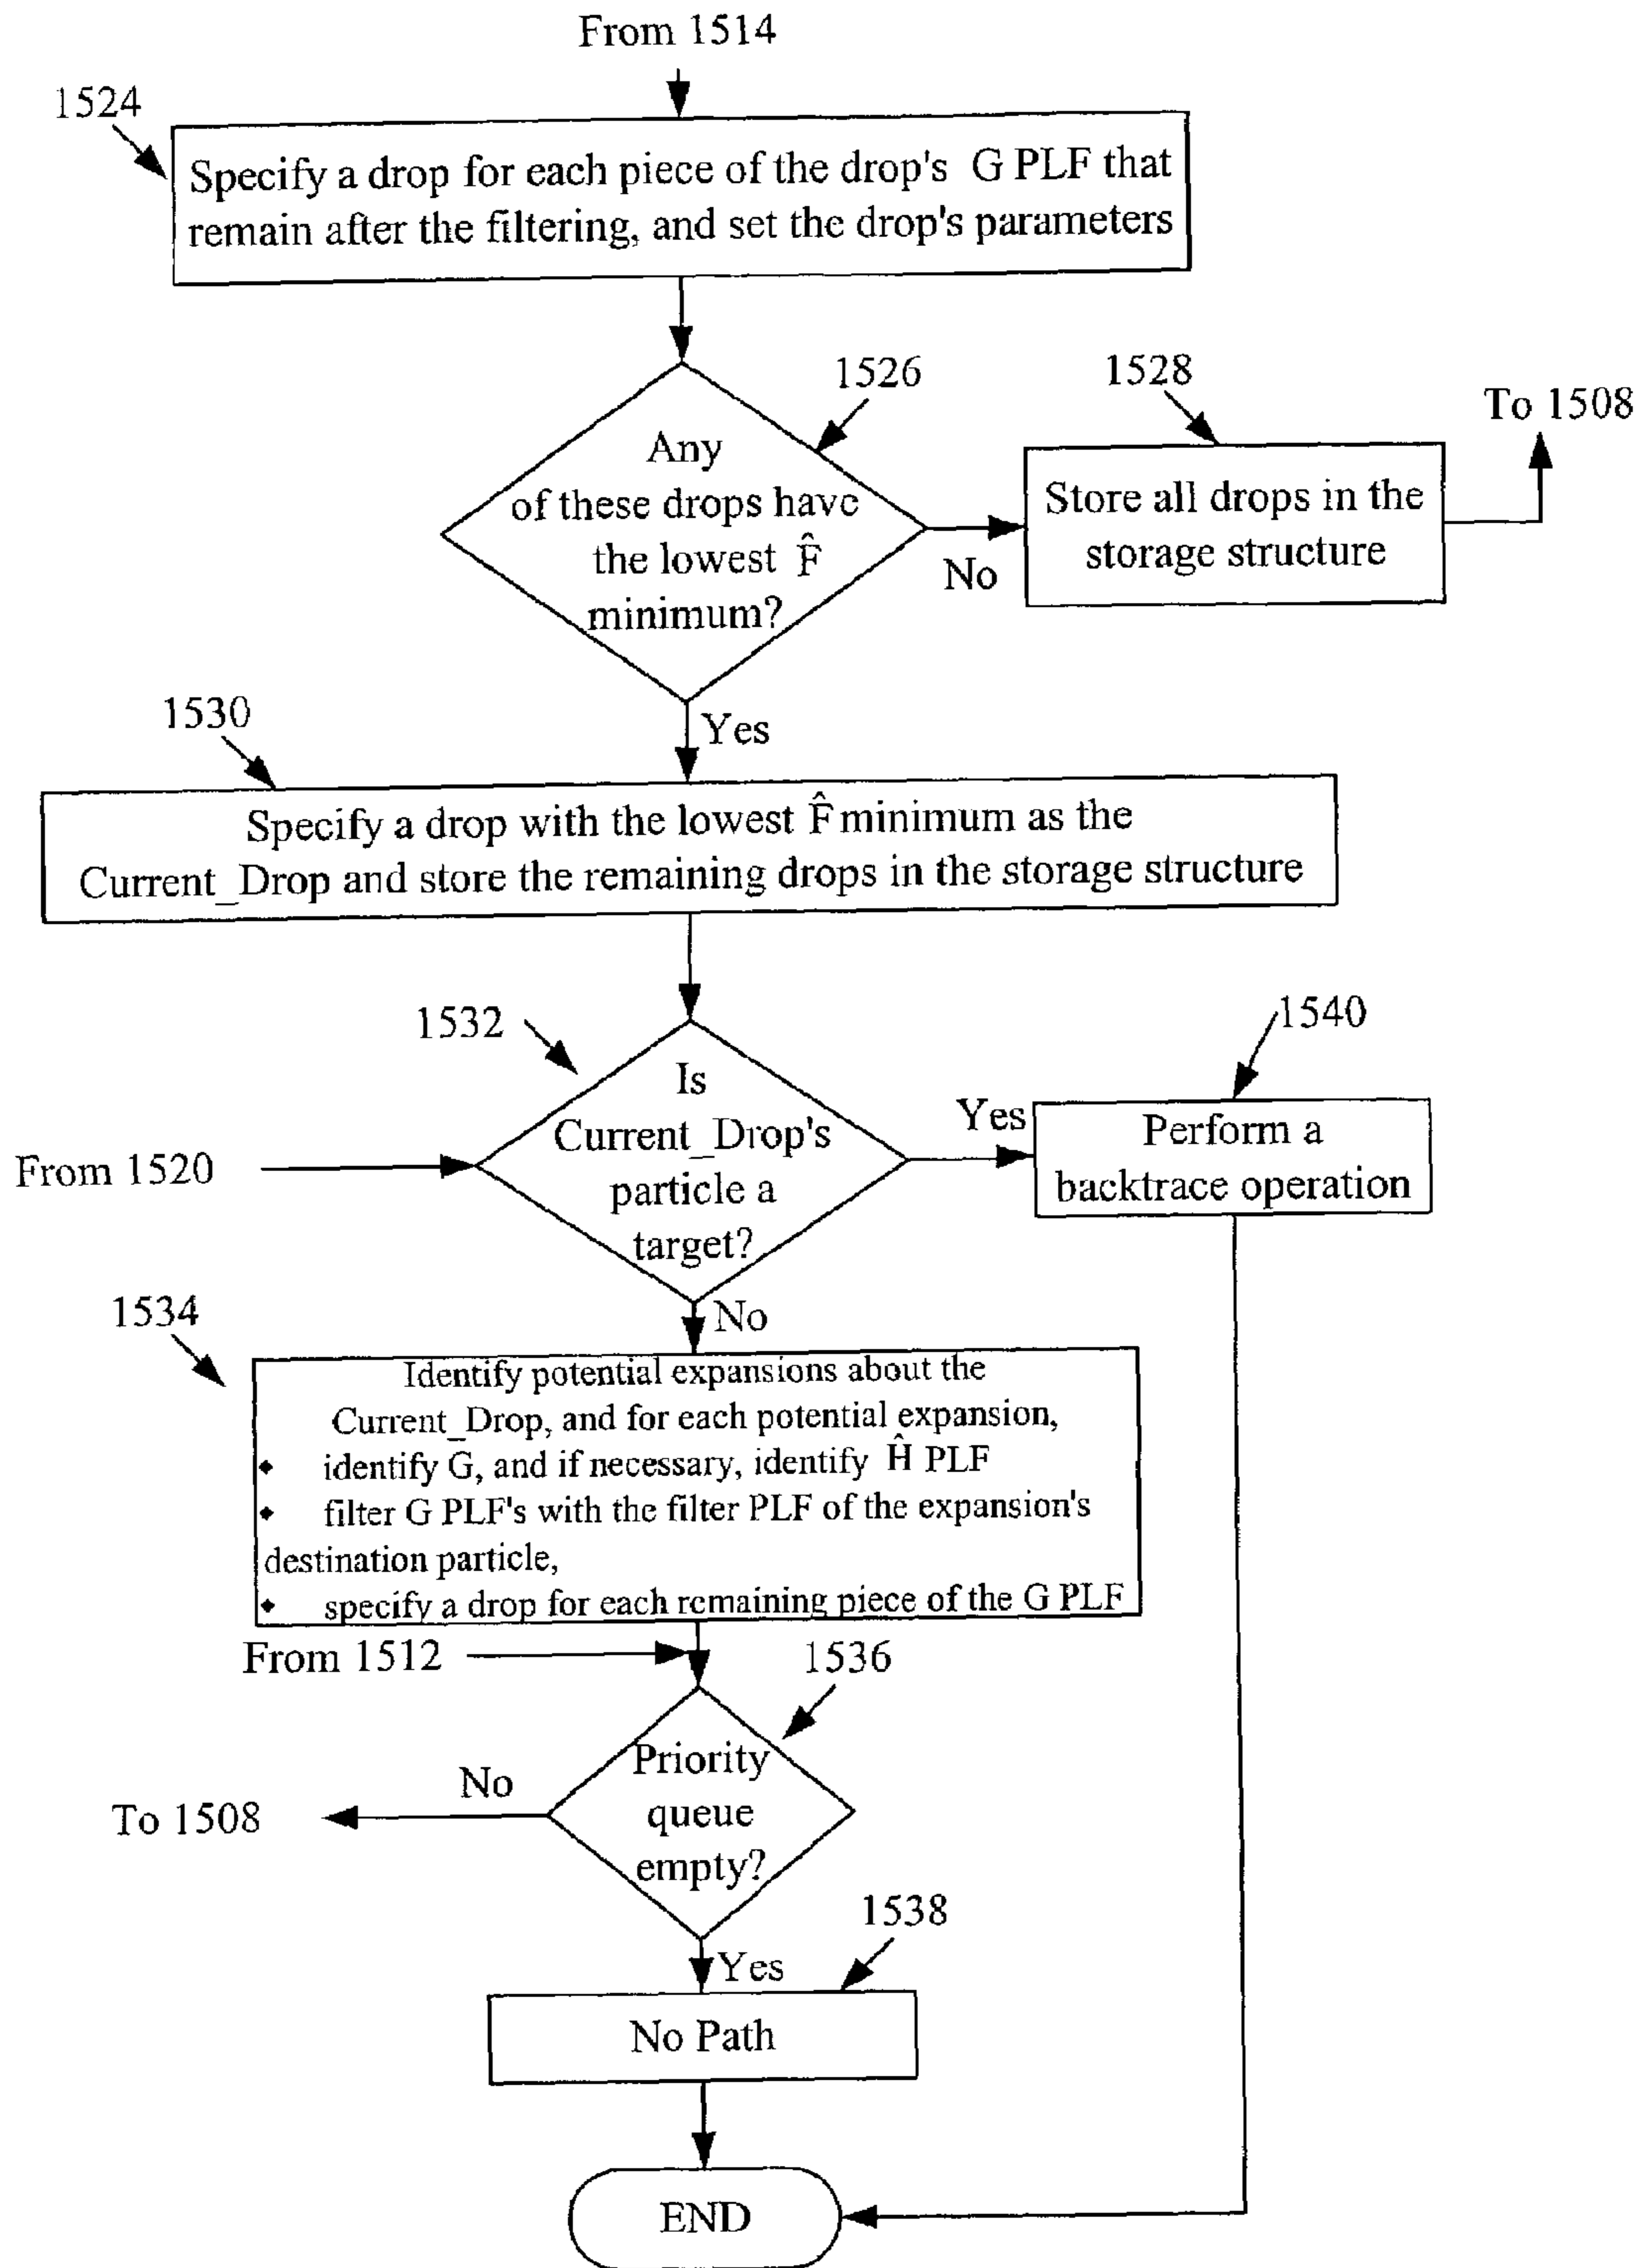 From 1514
1524
Specify a drop for each piece of the drop's G PLF that
remain after the filtering, and set the drop's parameters
1526
1528
To 1508
Any
of these drops have
the lowest F̂
minimum?
No
Store all drops in the
storage structure
Yes
1530
Specify a drop with the lowest F̂ minimum as the
Current_Drop and store the remaining drops in the storage structure
1532
1540
Is
Current_Drop's
particle a
target?
From 1520
Yes
Perform a
backtrace operation
No
1534
Identify potential expansions about the
Current_Drop, and for each potential expansion,
◆ identify G, and if necessary, identify Ĥ PLF
◆ filter G PLF's with the filter PLF of the expansion's
destination particle,
◆ specify a drop for each remaining piece of the G PLF
From 1512
1536
Priority
queue
empty?
No
To 1508
1538
Yes
No Path
END